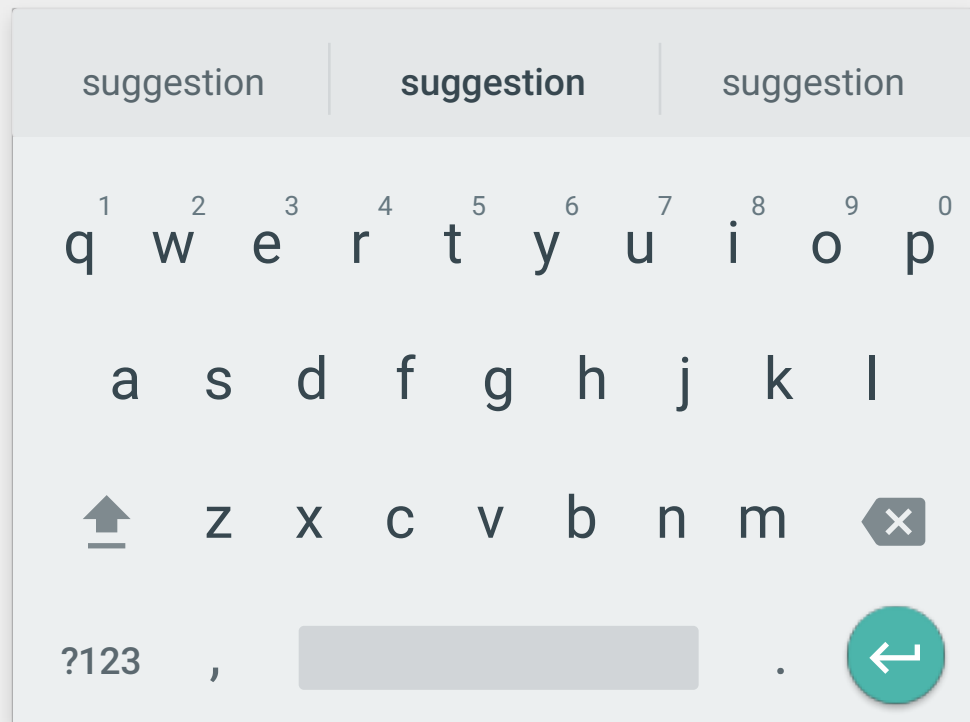 suggestion suggestion suggestion
1 2 3 4 5 6 7 8 9 0
q w e r t y u i o p
a s d f g h j k l
z x c v b n m
?123 , .